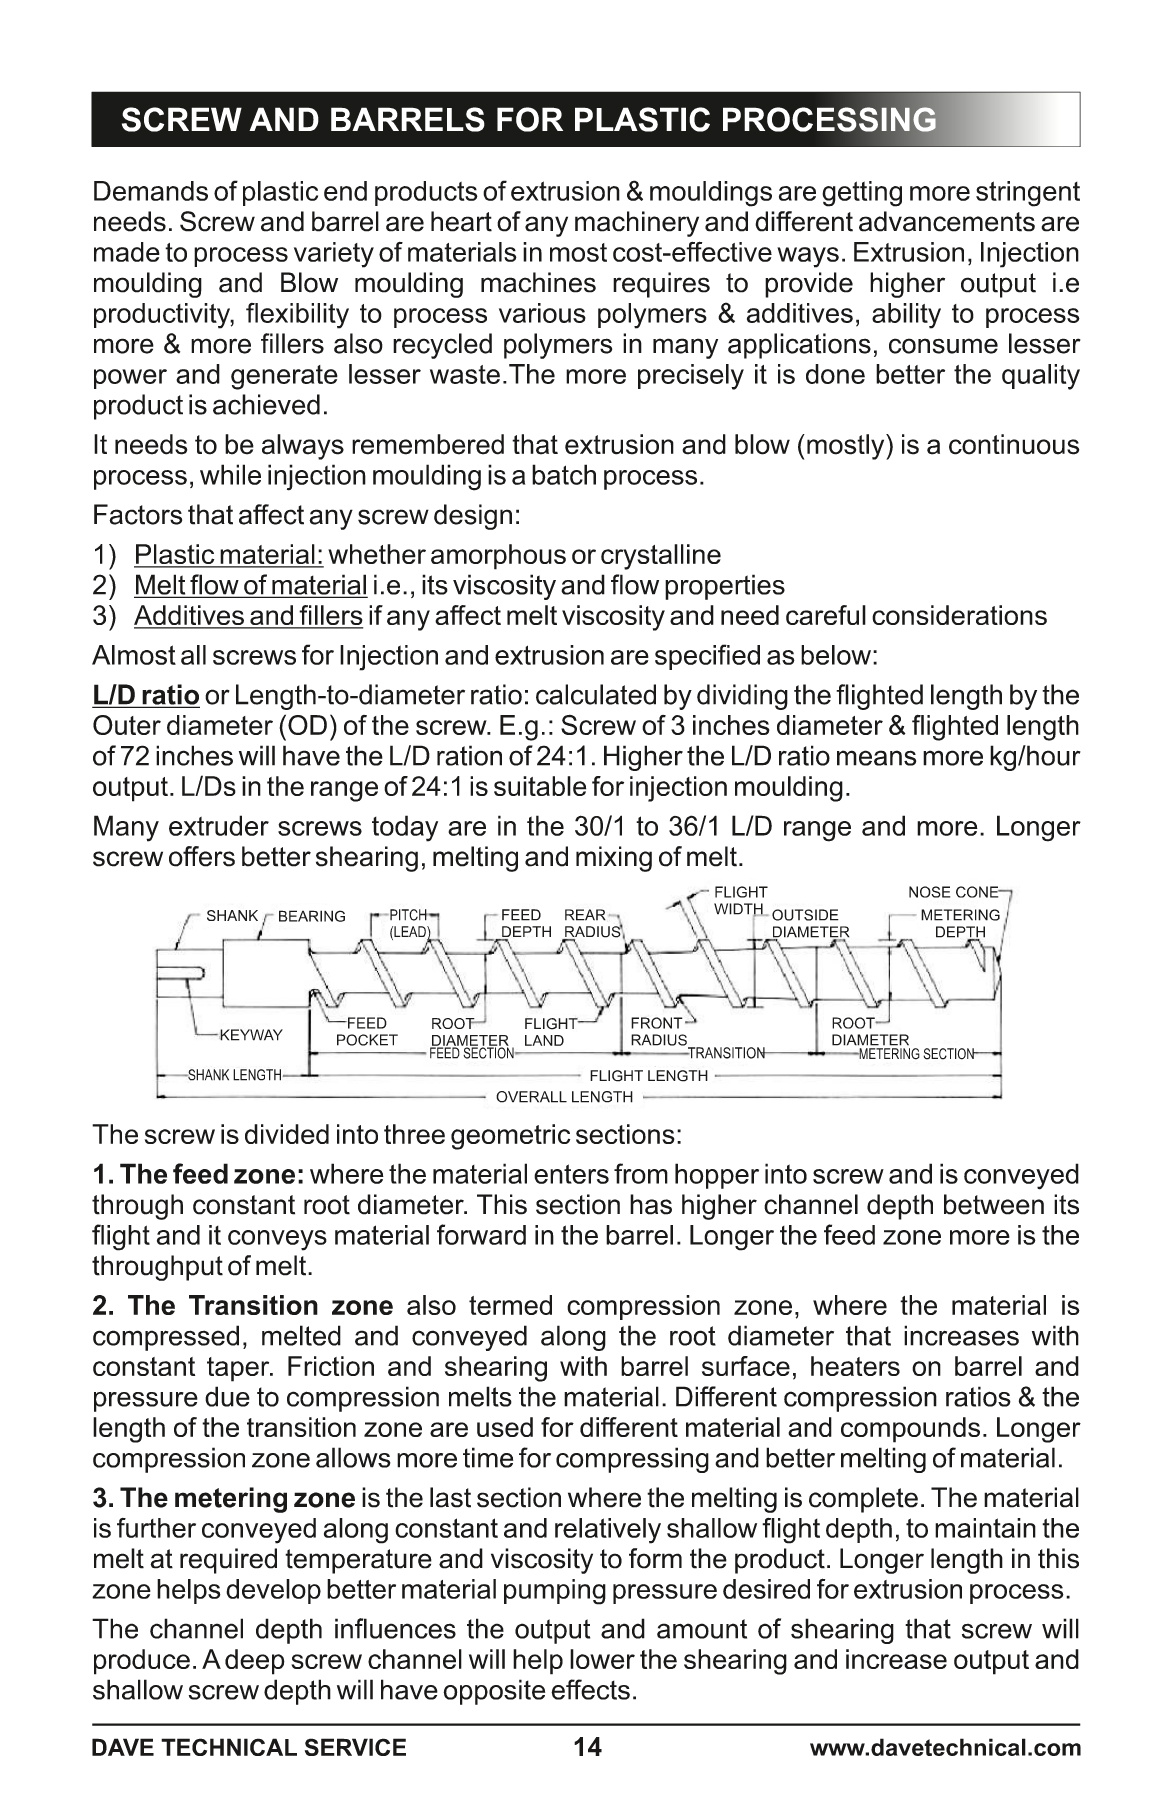 SCREW AND BARRELS FOR PLASTIC PROCESSING
Demands of plastic end products of extrusion & mouldings are getting more stringent
needs. Screw and barrel are heart of any machinery and different advancements are
made to process variety of materials in most cost-effective ways. Extrusion, Injection
moulding and Blow moulding machines requires to provide higher output i.e
productivity, flexibility to process various polymers & additives, ability to process
more & more fillers also recycled polymers in many applications, consume lesser
power and generate lesser waste.The more precisely it is done better the quality
product is achieved.
It needs to be always remembered that extrusion and blow (mostly) is a continuous
process, while injection moulding is a batch process.
Factors that affect any screw design:
1) Plastic material: whether amorphous or crystalline
2) Melt flow of material i.e., its viscosity and flow properties
3) Additives and fillers if any affect melt viscosity and need careful considerations
Almost all screws for Injection and extrusion are specified as below:
L/D ratio or Length-to-diameter ratio: calculated by dividing the flighted length by the
Outer diameter (OD) of the screw. E.g.: Screw of 3 inches diameter & flighted length
of 72 inches will have the L/D ration of 24:1. Higher the L/D ratio means more kg/hour
output. L/Ds in the range of 24:1 is suitable for injection moulding.
Many extruder screws today are in the 30/1 to 36/1 L/D range and more. Longer
screw offers better shearing, melting and mixing of melt.
SHANK
BEARING
PITCH
(LEAD)
FEED
DEPTH
REAR
RADIUS
FLIGHT
WIDTH
OUTSIDE
DIAMETER
NOSE CONE
METERING
DEPTH
KEYWAY
FEED
POCKET
ROOT
DIAMETER
FLIGHT
LAND
FRONT
RADIUS
ROOT
DIAMETER
FEED SECTION
TRANSITION
METERING SECTION
SHANK LENGTH
FLIGHT LENGTH
OVERALL LENGTH
The screw is divided into three geometric sections:
1. The feed zone: where the material enters from hopper into screw and is conveyed
through constant root diameter. This section has higher channel depth between its
flight and it conveys material forward in the barrel. Longer the feed zone more is the
throughput of melt.
2. The Transition zone also termed compression zone, where the material is
compressed, melted and conveyed along the root diameter that increases with
constant taper. Friction and shearing with barrel surface, heaters on barrel and
pressure due to compression melts the material. Different compression ratios & the
length of the transition zone are used for different material and compounds. Longer
compression zone allows more time for compressing and better melting of material.
3. The metering zone is the last section where the melting is complete. The material
is further conveyed along constant and relatively shallow flight depth, to maintain the
melt at required temperature and viscosity to form the product. Longer length in this
zone helps develop better material pumping pressure desired for extrusion process.
The channel depth influences the output and amount of shearing that screw will
produce. A deep screw channel will help lower the shearing and increase output and
shallow screw depth will have opposite effects.
DAVE TECHNICAL SERVICE
14
www.davetechnical.com